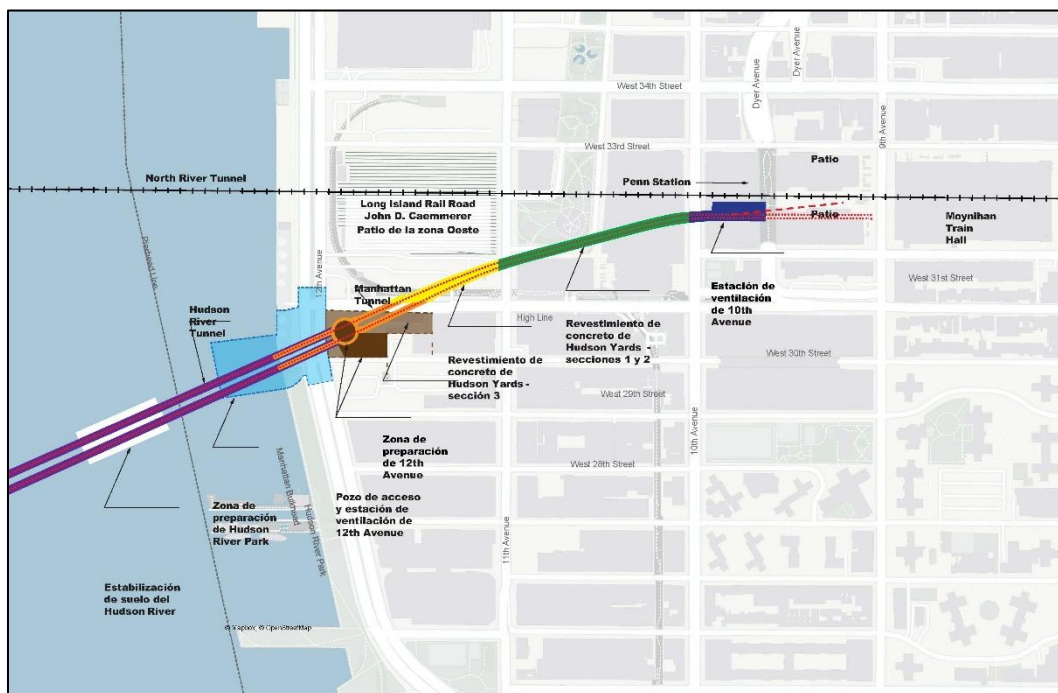 Dyer Avenue
Dyer Avenue
West 34th Street
9th Avenue
West 33rd Street
Patio
North River Tunnel
Penn Station
Long Island Rail Road
John D. Caemmerer
Patio de la zona Oeste
Patio
Moynihan
Train
Hall
Pierhead Line
12th Avenue
West 31st Street
Manhattan
Tunnel
Estación de
ventilación de
10th Avenue
Hudson
River
Tunnel
High Line
Revestimiento de
concreto de
Hudson Yards -
secciones 1 y 2
West 30th Street
Revestimiento de
concreto de
Hudson Yards -
sección 3
West 29th Street
10th Avenue
Zona de
preparación
de 12th
Avenue
West 28th Street
Manhattan Bulkhead
Zona de
preparación
de Hudson
River Park
Pozo de acceso
y estación de
ventilación de
12th Avenue
Hudson River Park
11th Avenue
Estabilización
de suelo del
Hudson River
© Mapbox, © OpenStreetMap